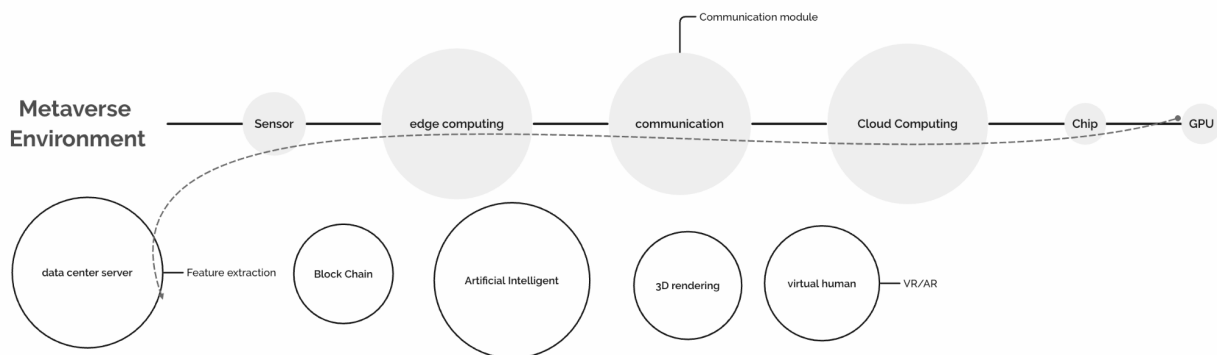 Communication module
Metaverse
Environment
Sensor
edge computing
communication
Cloud Computing
Chip
GPU
data center server
Feature extraction
Block Chain
Artificial Intelligent
3D rendering
virtual human
VR/AR